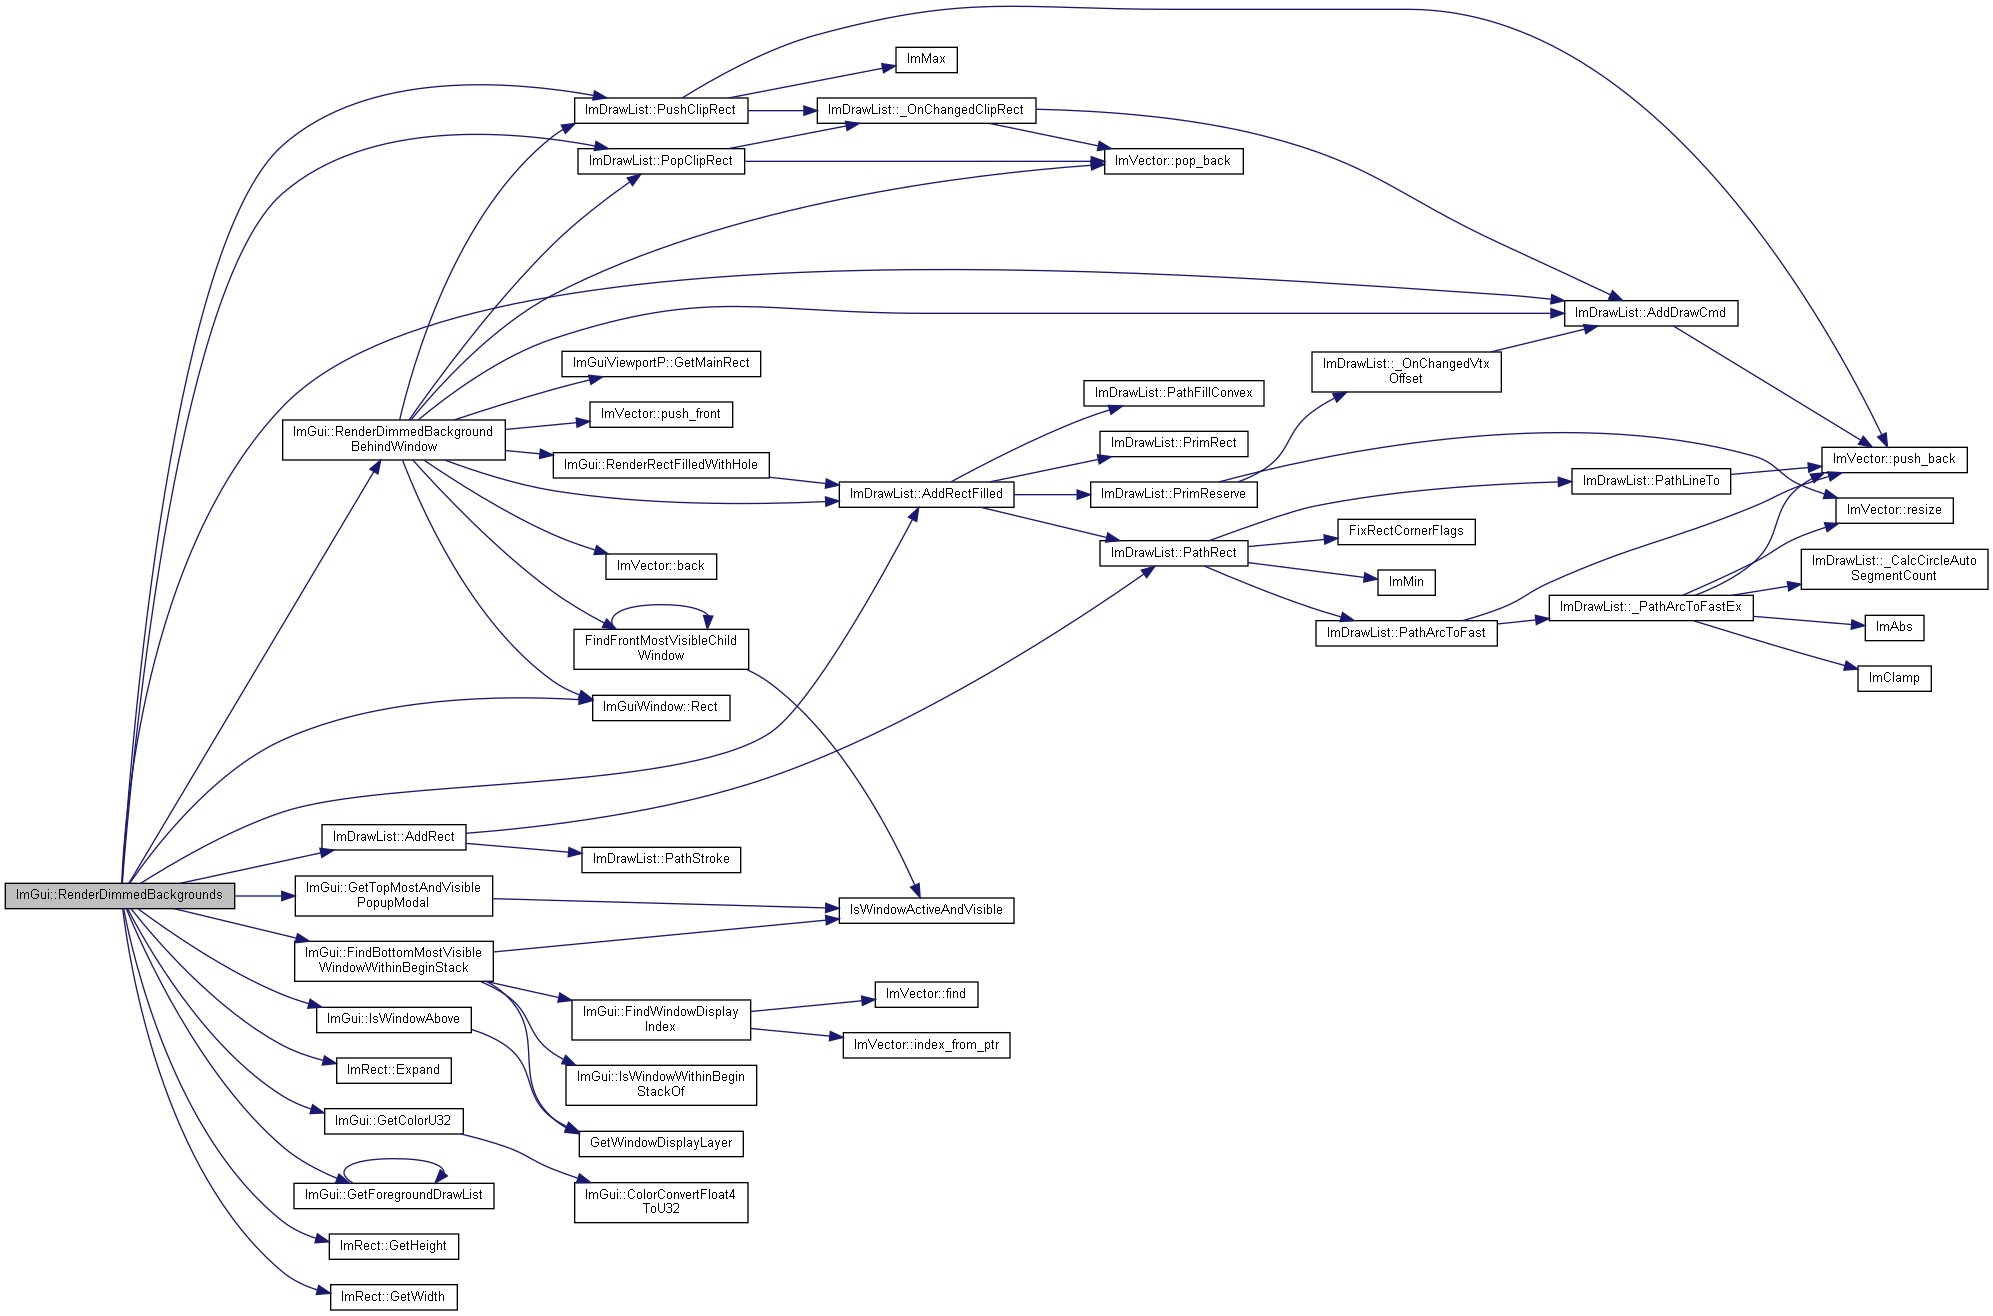 ImMax
ImDrawList::PushClipRect
ImDrawList::_OnChangedClipRect
ImDrawList::PopClipRect
ImVector::pop_back
ImDrawList::AddDrawCmd
ImGuiViewportP::GetMainRect
ImDrawList::_OnChangedVtx
Offset
ImDrawList::PathFillConvex
ImVector::push_front
ImGui::RenderDimmedBackground
BehindWindow
ImDrawList::PrimRect
ImVector::push_back
ImGui::RenderRectFilledWithHole
ImDrawList::PathLineTo
ImDrawList::AddRectFilled
ImDrawList::PrimReserve
ImVector::resize
FixRectCornerFlags
ImDrawList::PathRect
ImVector::back
ImDrawList::_CalcCircleAuto
SegmentCount
ImMin
ImDrawList::_PathArcToFastEx
ImAbs
ImDrawList::PathArcToFast
FindFrontMostVisibleChild
Window
ImClamp
ImGuiWindow::Rect
ImDrawList::AddRect
ImDrawList::PathStroke
ImGui::RenderDimmedBackgrounds
ImGui::GetTopMostAndVisible
PopupModal
IsWindowActiveAndVisible
ImGui::FindBottomMostVisible
WindowWithinBeginStack
ImVector::find
ImGui::FindWindowDisplay
Index
ImGui::IsWindowAbove
ImVector::index_from_ptr
ImRect::Expand
ImGui::IsWindowWithinBegin
StackOf
ImGui::GetColorU32
GetWindowDisplayLayer
ImGui::GetForegroundDrawList
ImGui::ColorConvertFloat4
ToU32
ImRect::GetHeight
ImRect::GetWidth